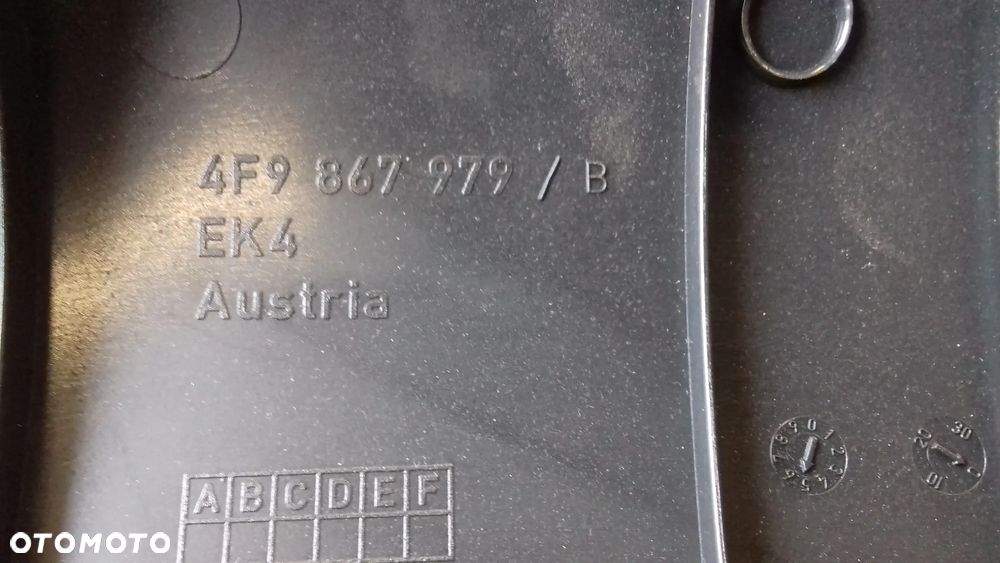 4F9 867 979 / B
EK4
Austria
A B C D E F
OTOMOTO